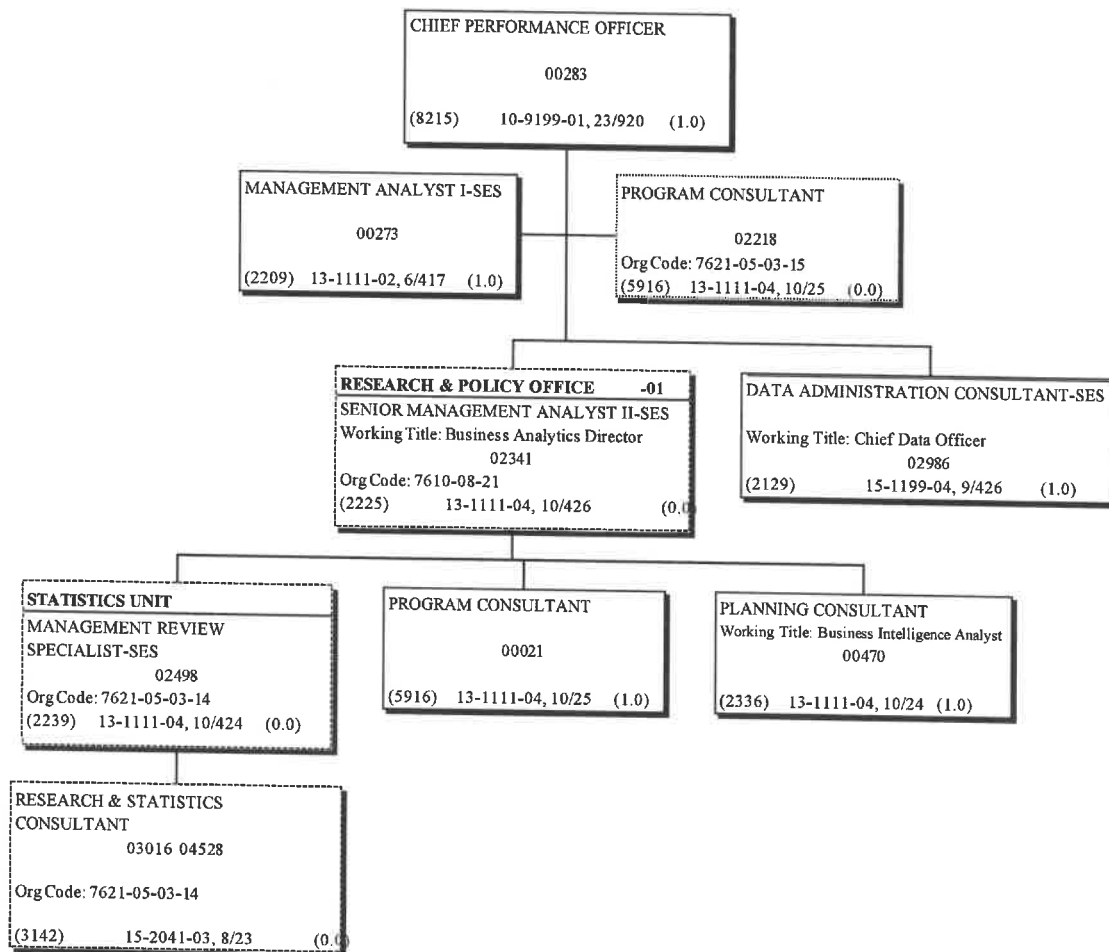 CHIEF PERFORMANCE OFFICER
00283
(8215) 10-9199-01, 23/920 (1.0)
MANAGEMENT ANALYST I-SES
00273
(2209) 13-1111-02, 6/417 (1.0)
PROGRAM CONSULTANT
02218
Org Code: 7621-05-03-15
(5916) 13-1111-04, 10/25 (0.0)
RESEARCH & POLICY OFFICE -01
SENIOR MANAGEMENT ANALYST II-SES
Working Title: Business Analytics Director
02341
Org Code: 7610-08-21
(2225) 13-1111-04, 10/426 (0.0
DATA ADMINISTRATION CONSULTANT-SES
Working Title: Chief Data Officer
02986
(2129) 15-1199-04, 9/426 (1.0)
STATISTICS UNIT
MANAGEMENT REVIEW
SPECIALIST-SES
02498
Org Code: 7621-05-03-14
(2239) 13-1111-04, 10/424 (0.0)
PROGRAM CONSULTANT
00021
(5916) 13-1111-04, 10/25 (1.0)
PLANNING CONSULTANT
Working Title: Business Intelligence Analyst
00470
(2336) 13-1111-04, 10/24 (1.0)
RESEARCH & STATISTICS
CONSULTANT
03016 04528
Org Code: 7621-05-03-14
(3142) 15-2041-03, 8/23 (0.0